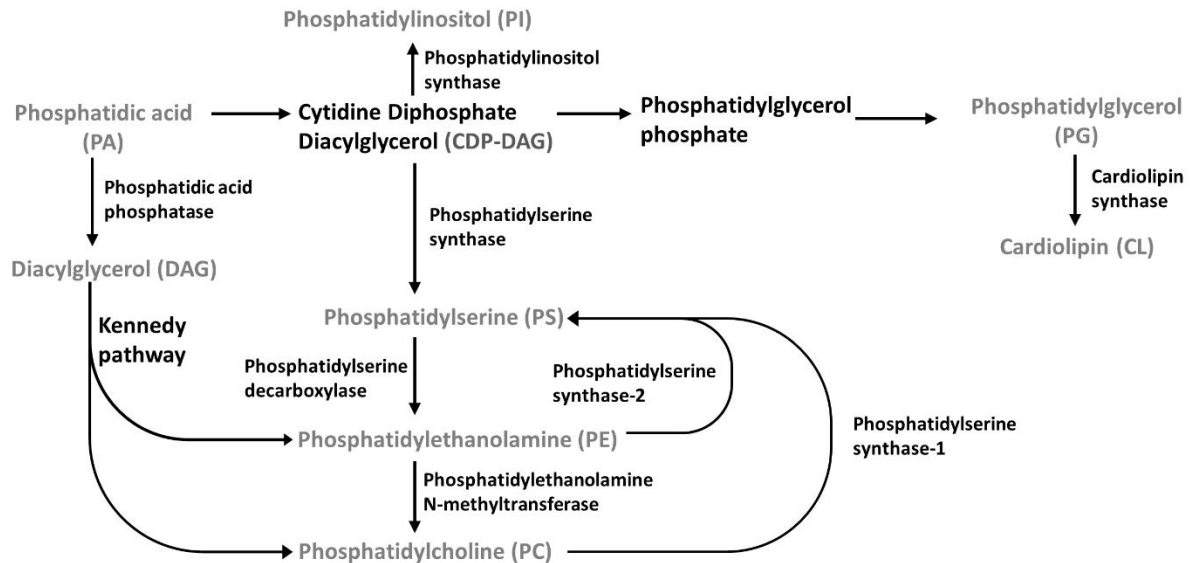 Phosphatidylinositol (PI)
Phosphatidylinositol
synthase
Phosphatidic acid
(PA)
Cytidine Diphosphate
Diacylglycerol (CDP-DAG)
Phosphatidylglycerol
phosphate
Phosphatidylglycerol
(PG)
Phosphatidic acid
phosphatase
Phosphatidylserine
synthase
Cardiolipin
synthase
Diacylglycerol (DAG)
Cardiolipin (CL)
Kennedy
pathway
Phosphatidylserine (PS)
Phosphatidylserine
decarboxylase
Phosphatidylserine
synthase-2
Phosphatidylserine
synthase-1
Phosphatidylethanolamine (PE)
Phosphatidylethanolamine
N-methyltransferase
Phosphatidylcholine (PC)